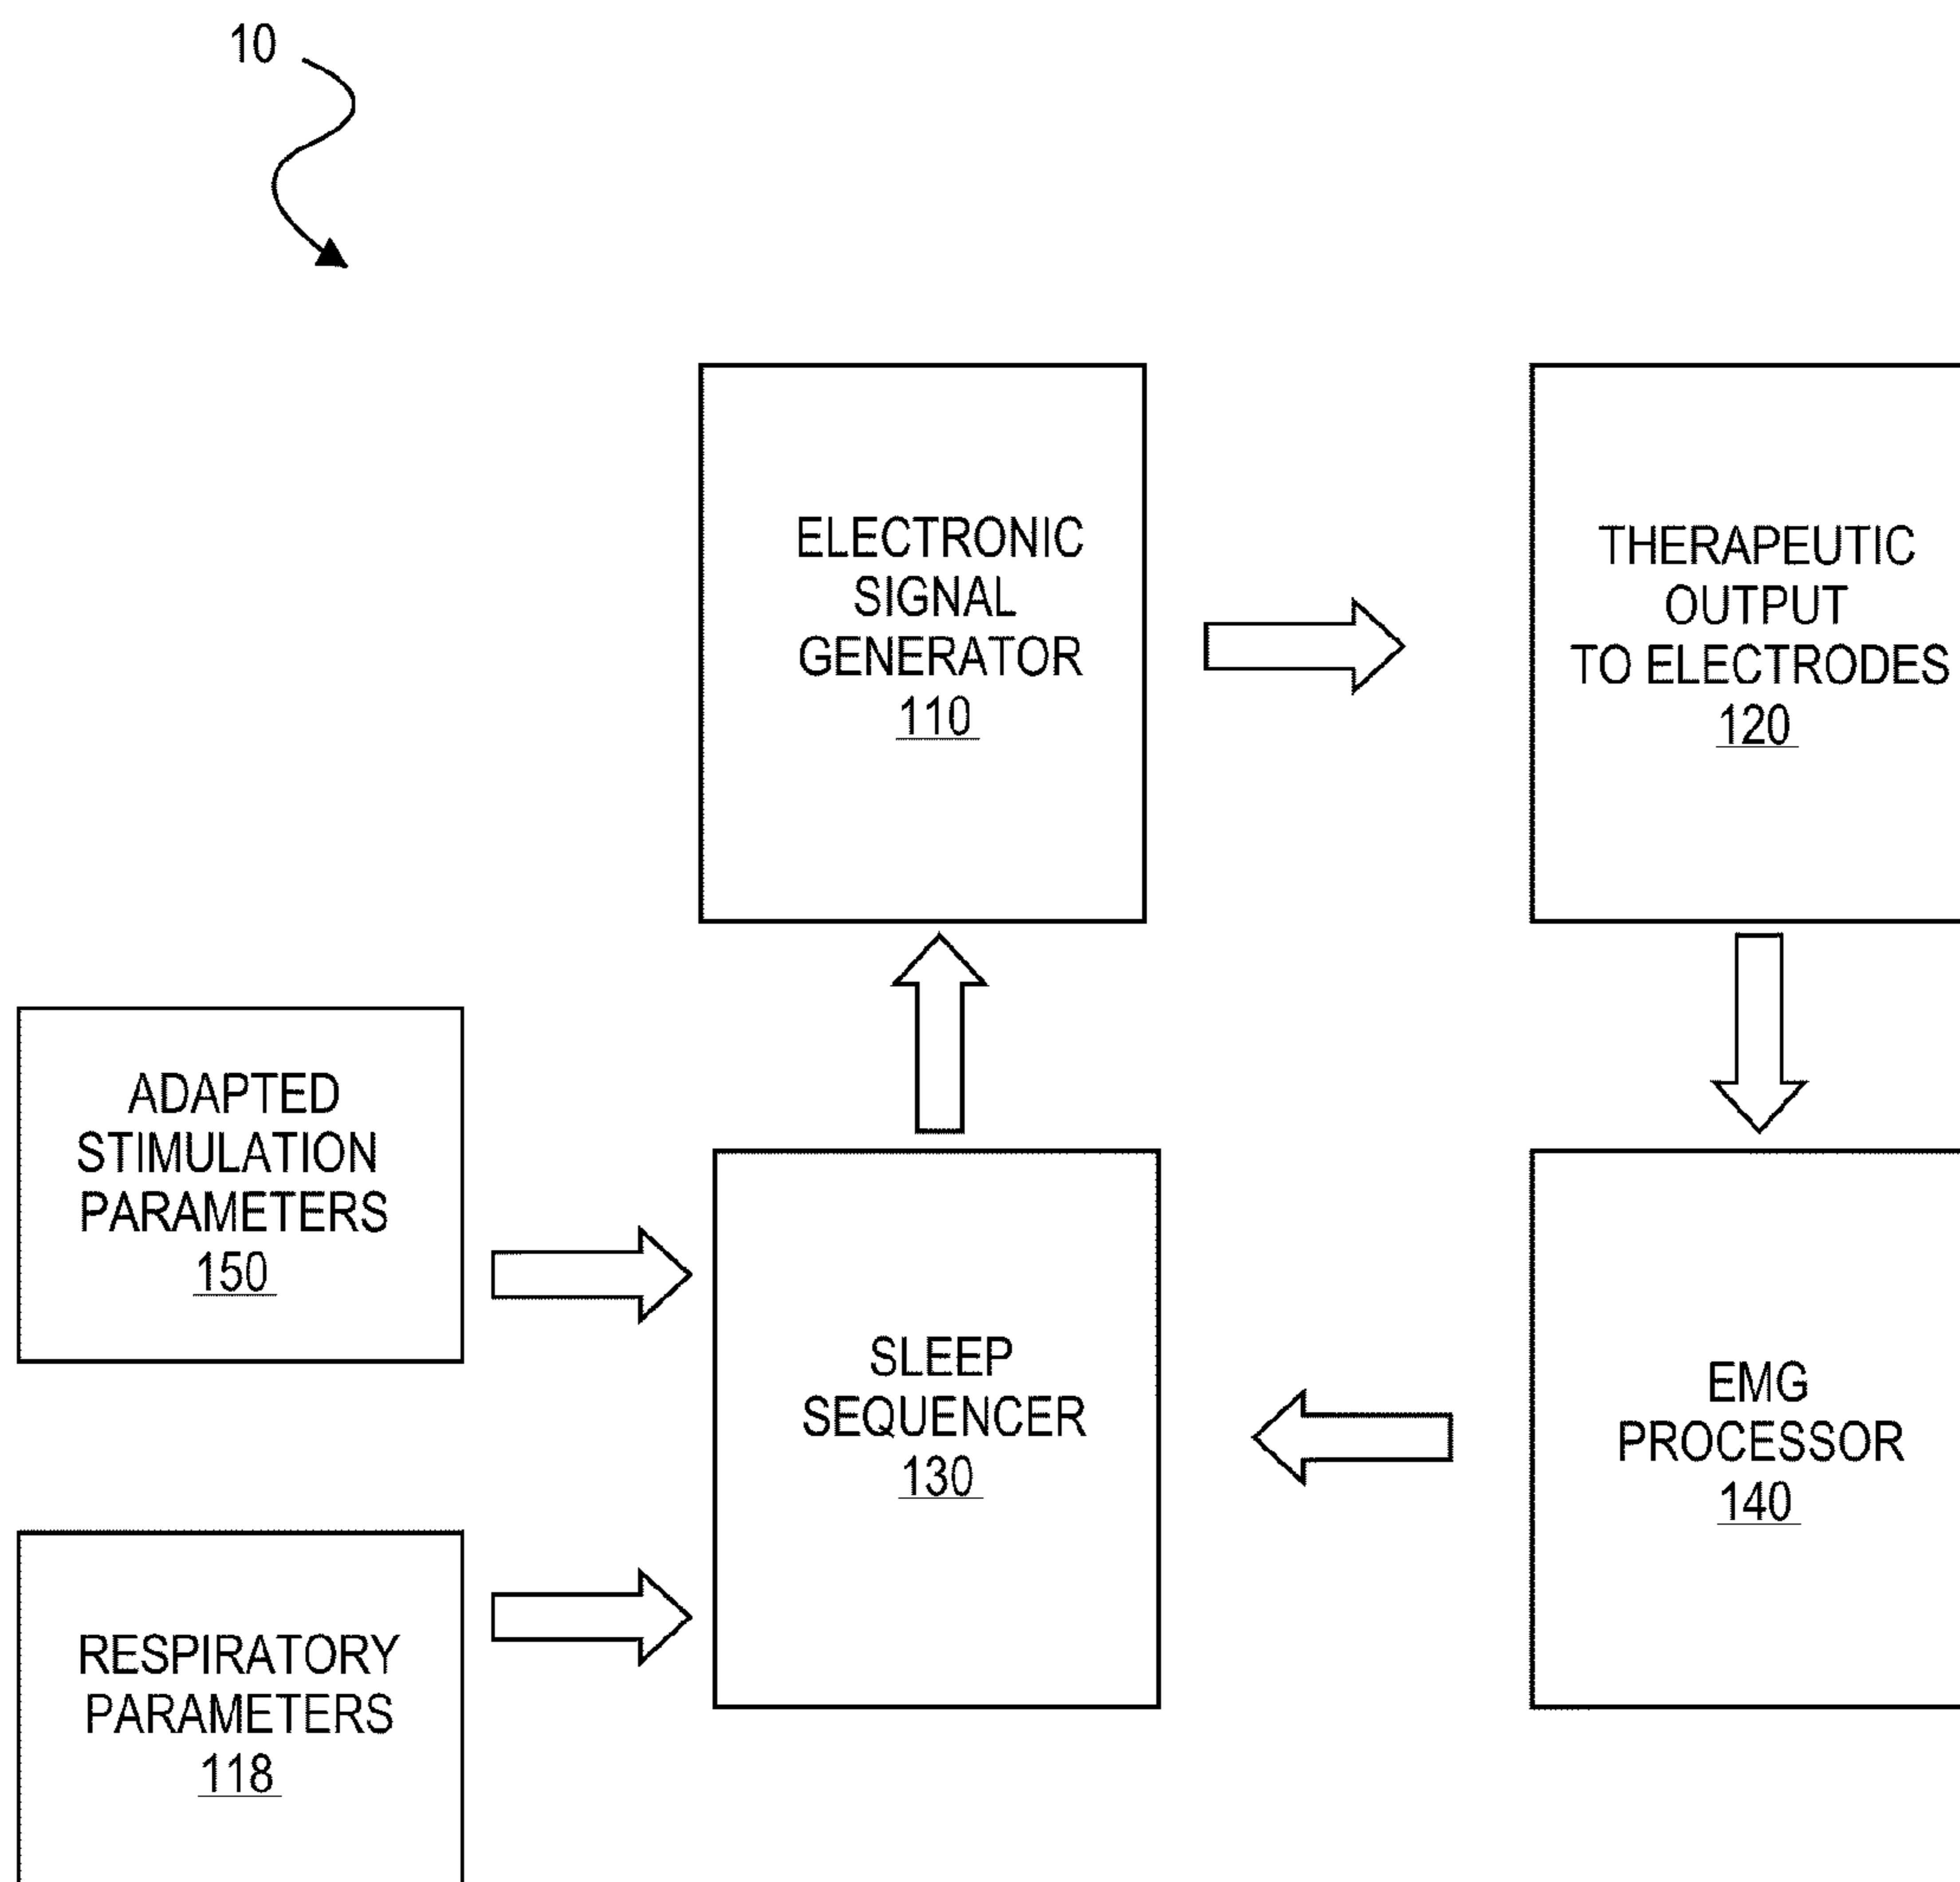 10
ELECTRONIC
SIGNAL
GENERATOR
110
THERAPEUTIC
OUTPUT
TO ELECTRODES
120
ADAPTED
STIMULATION
PARAMETERS
150
SLEEP
SEQUENCER
130
EMG
PROCESSOR
140
RESPIRATORY
PARAMETERS
118